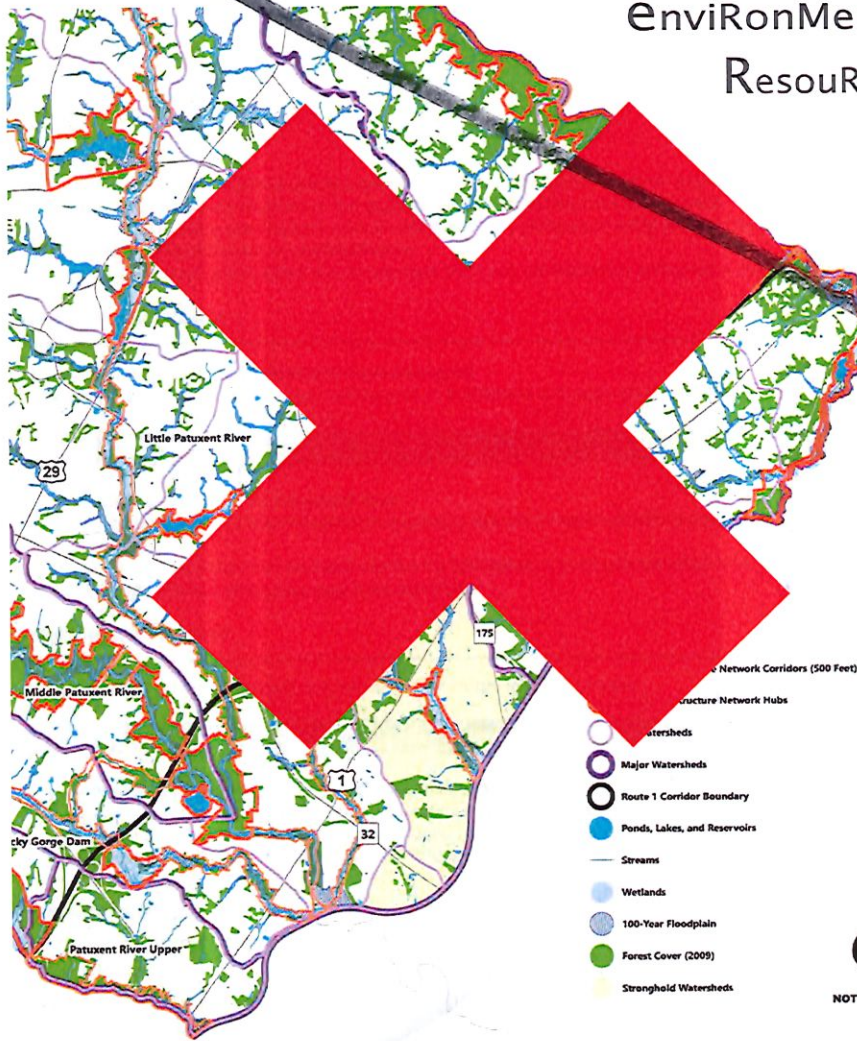 enviRonMe
ResouR
Little Patuxent River
29
175
Network Corridors (500 Feet)
Middle Patuxent River
ructure Network Hubs
atersheds
Major Watersheds
1
Route 1 Corridor Boundary
32
Ponds, Lakes, and Reservoirs
cky Gorge Dam
Streams
Wetlands
100-Year Floodplain
Patuxent River Upper
Forest Cover (2009)
Stronghold Watersheds
NOT